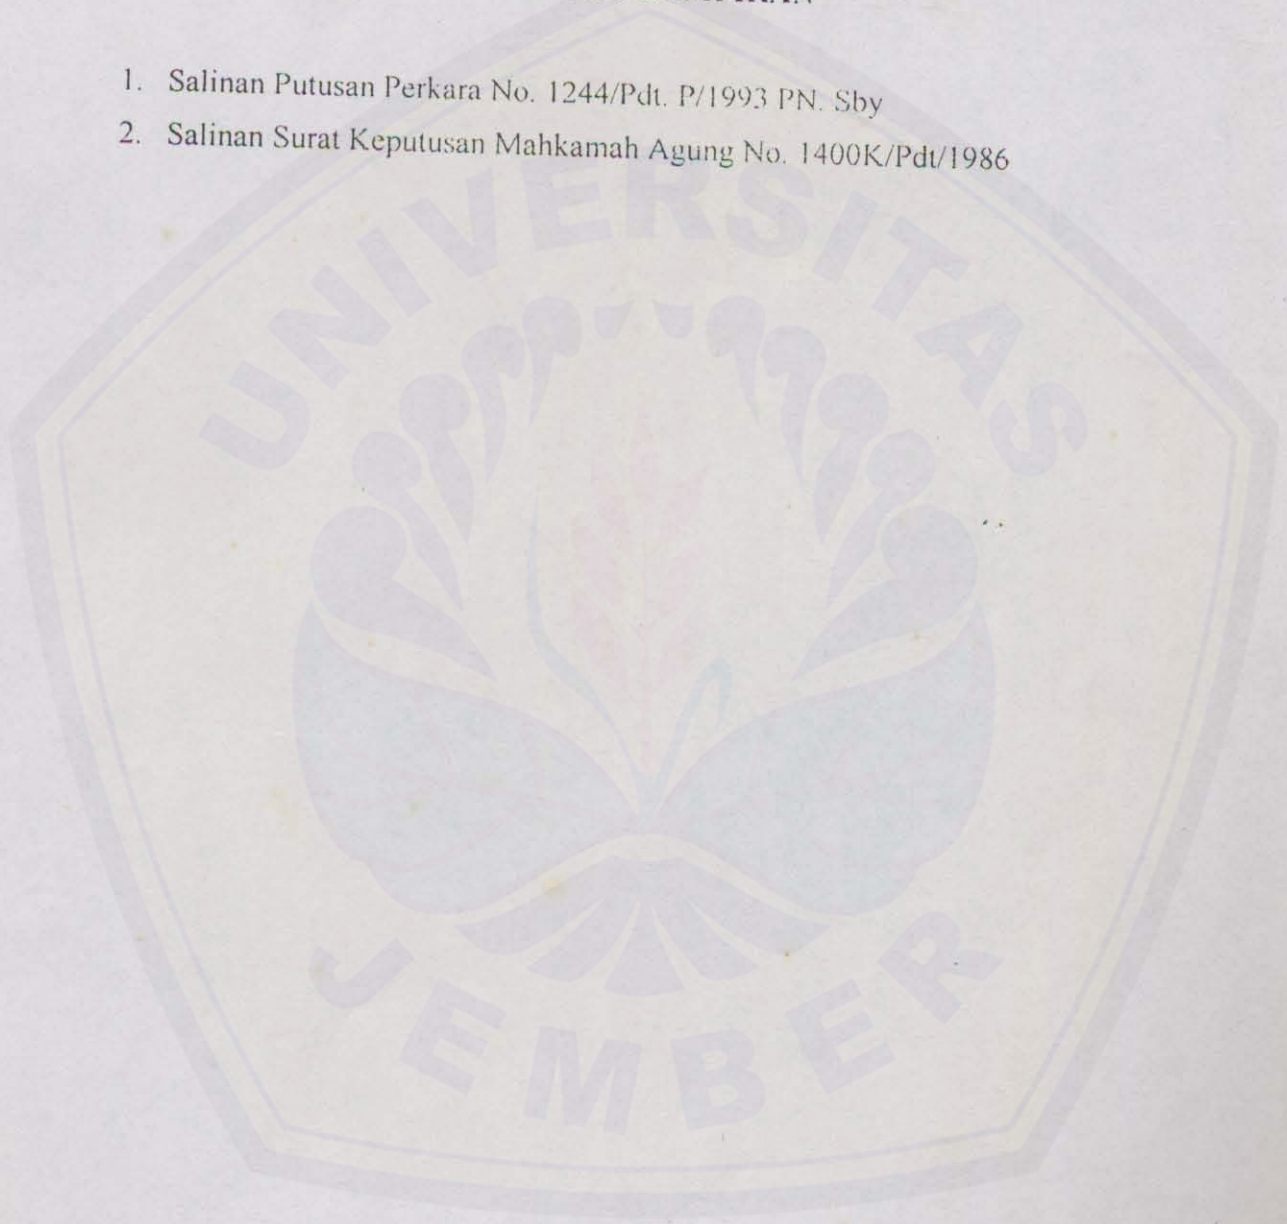 1. Salinan Putusan Perkara No. 1244/Pdt. P/1993 PN. Sby
2. Salinan Surat Keputusan Mahkamah Agung No. 1400K/Pdt/1986
UNIVERSITAS
JEMBER